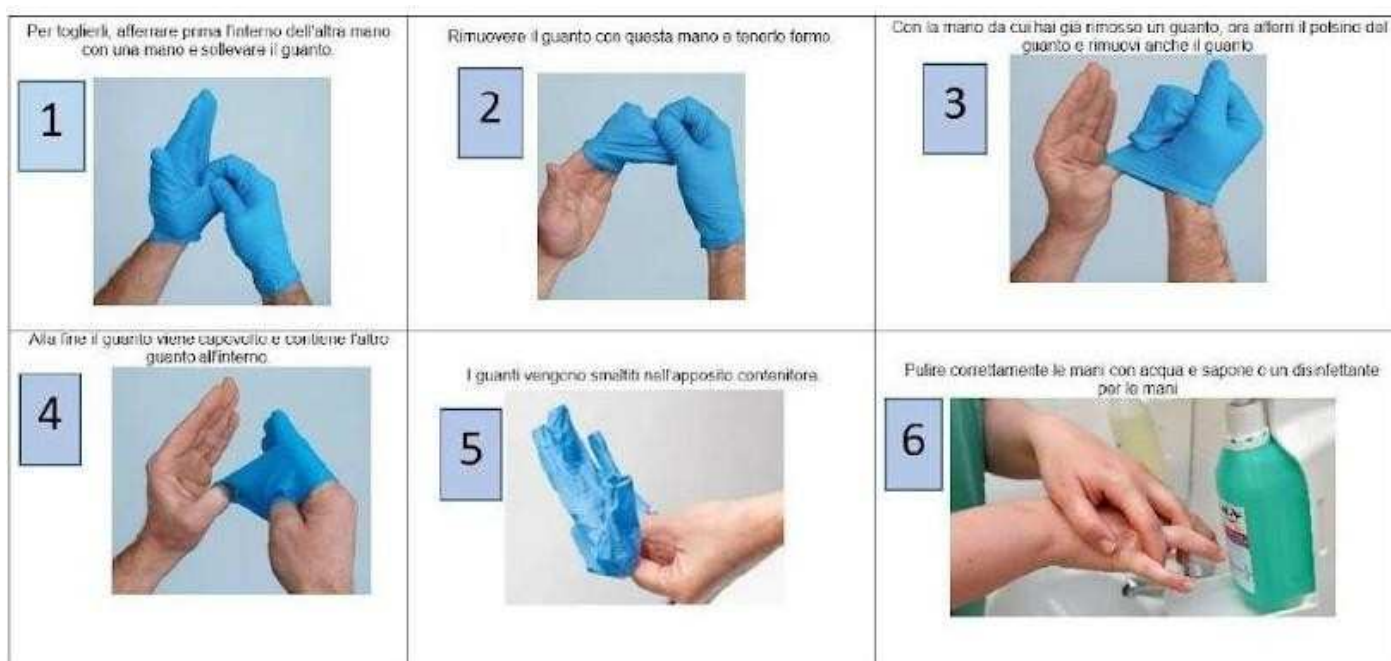 Per toglierli, afferrare prima l'interno dell'altra mano
con una mano e sollevare il guanto.
1
Rimuovere il guanto con questa mano e tenerlo fermo
2
Con la mano da cui hai già rimosso un guanto, ora afferri il polsino del
guanto e rimuovi anche il guanto
3
Alla fine il guanto viene capovolto e contiene l'altro
guanto all'interno.
4
I guanti vengono smaltiti nell'apposito contenitore.
5
Pulire correttamente le mani con acqua e sapone o un disinfettante
per le mani
6